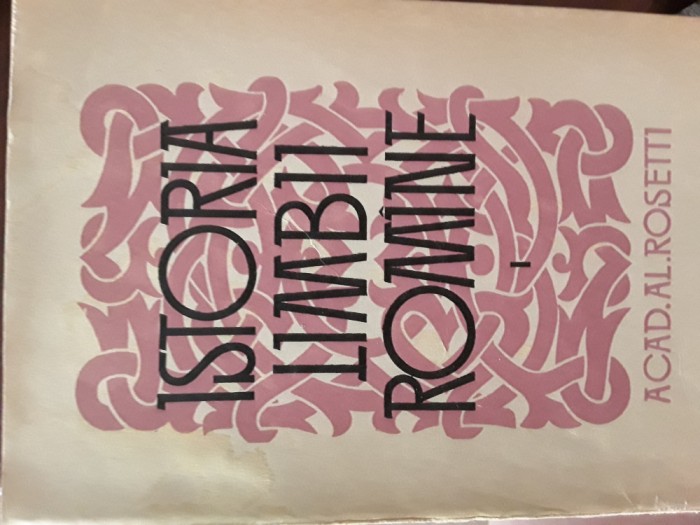 ISTORIA
LIMBII
ROMÎNE
I
ACAD. AL. ROSETTI